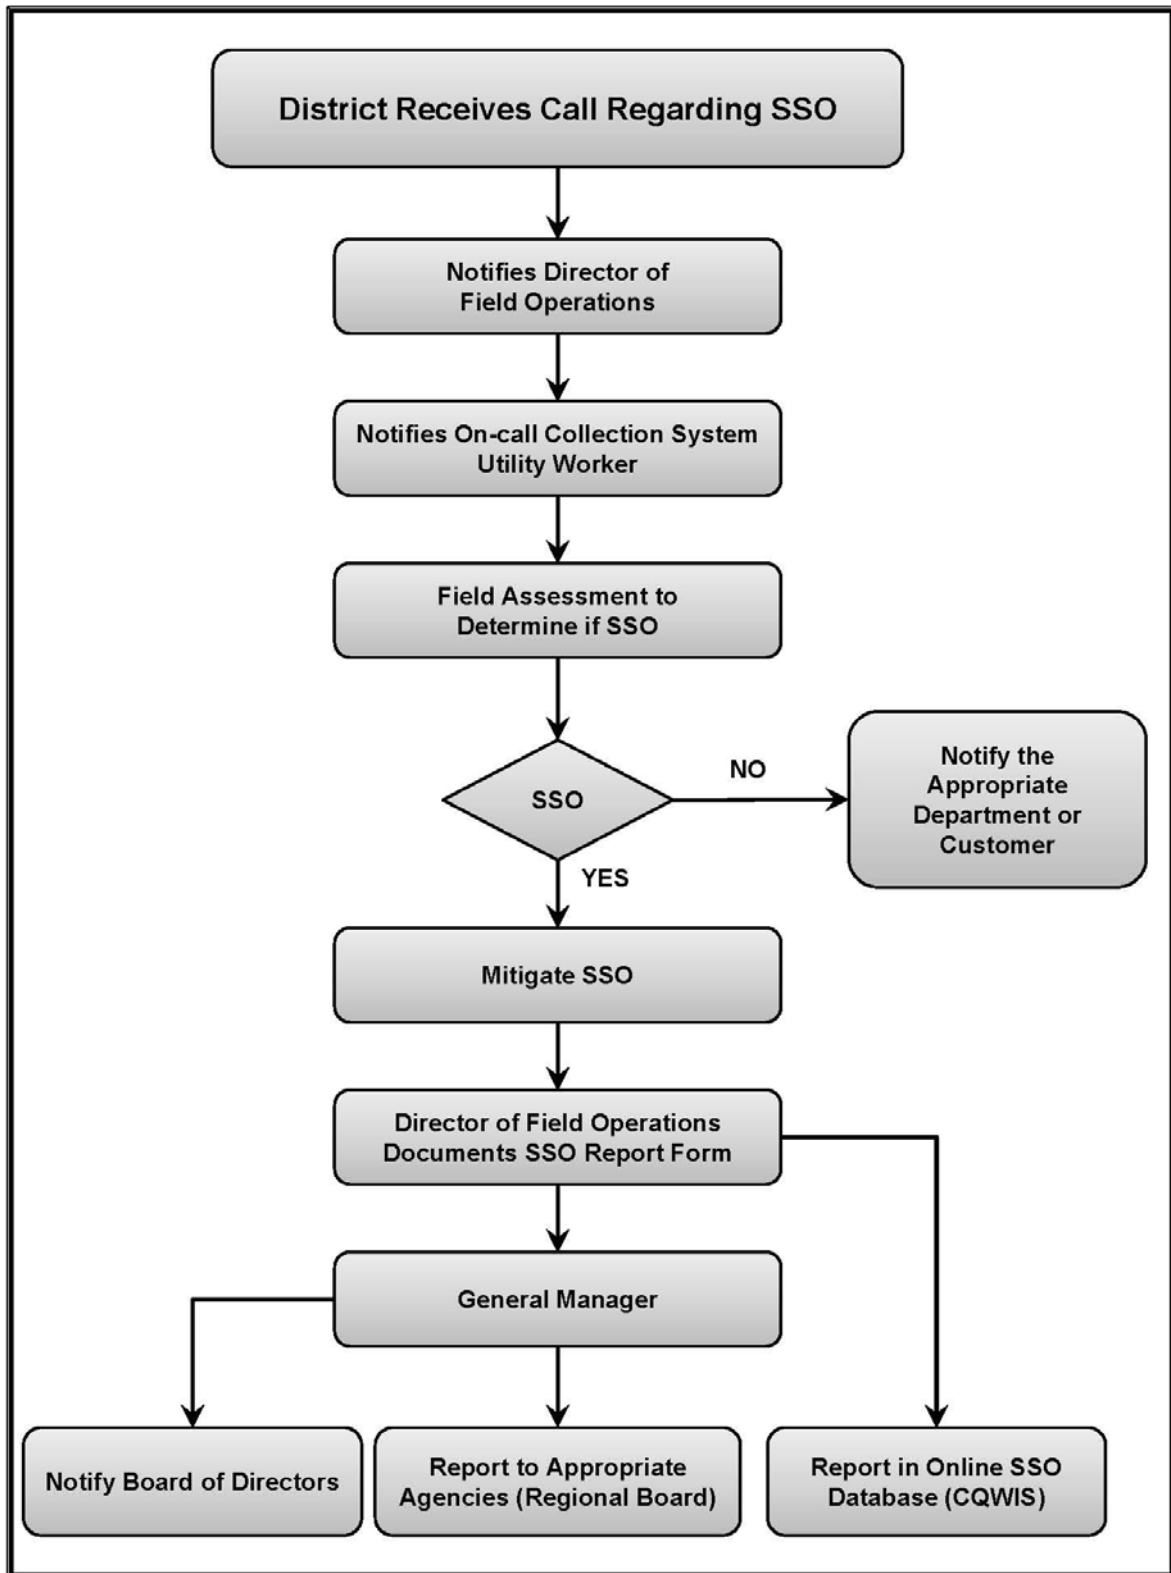 District Receives Call Regarding SSO
Notifies Director of
Field Operations
Notifies On-call Collection System
Utility Worker
Field Assessment to
Determine if SSO
SSO
NO
Notify the
Appropriate
Department or
Customer
YES
Mitigate SSO
Director of Field Operations
Documents SSO Report Form
General Manager
Notify Board of Directors
Report to Appropriate
Agencies (Regional Board)
Report in Online SSO
Database (CQWIS)